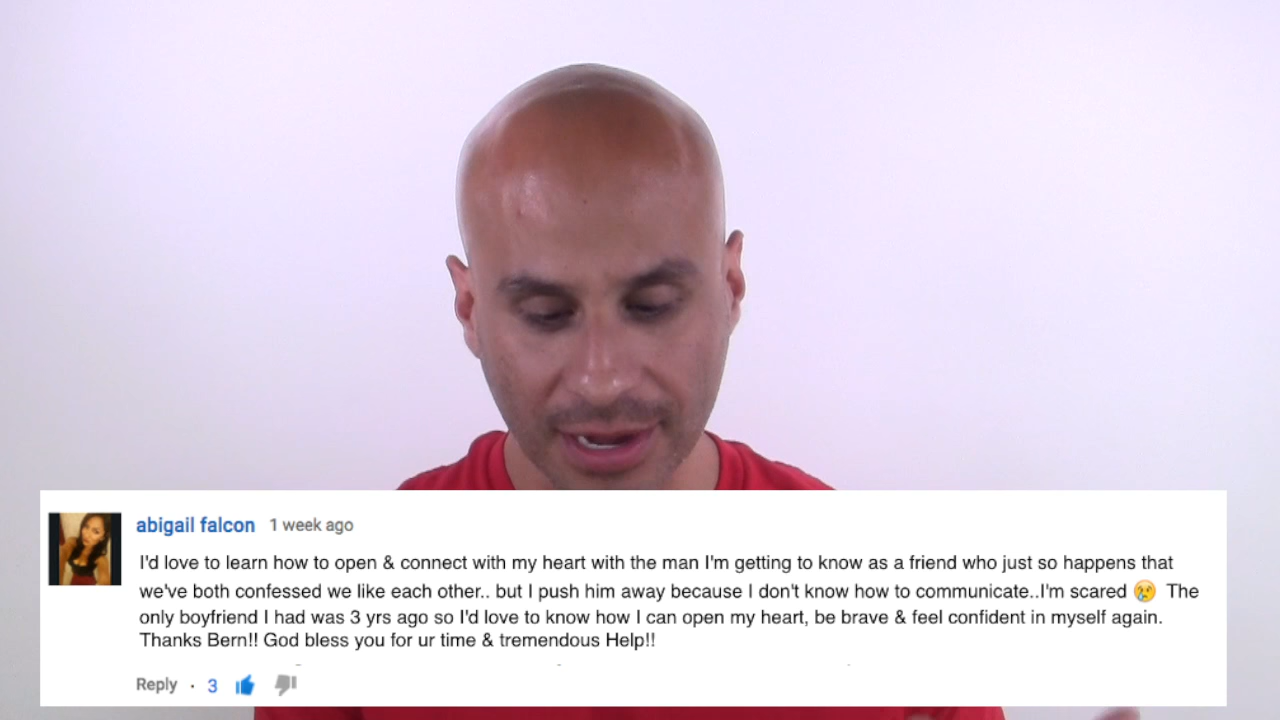 abigail falcon 1 week ago
I'd love to learn how to open & connect with my heart with the man I'm getting to know as a friend who just so happens that
we've both confessed we like each other.. but I push him away because I don't know how to communicate..I'm scared 😢 The
only boyfriend I had was 3 yrs ago so I'd love to know how I can open my heart, be brave & feel confident in myself again.
Thanks Bern!! God bless you for ur time & tremendous Help!!
Reply · 3